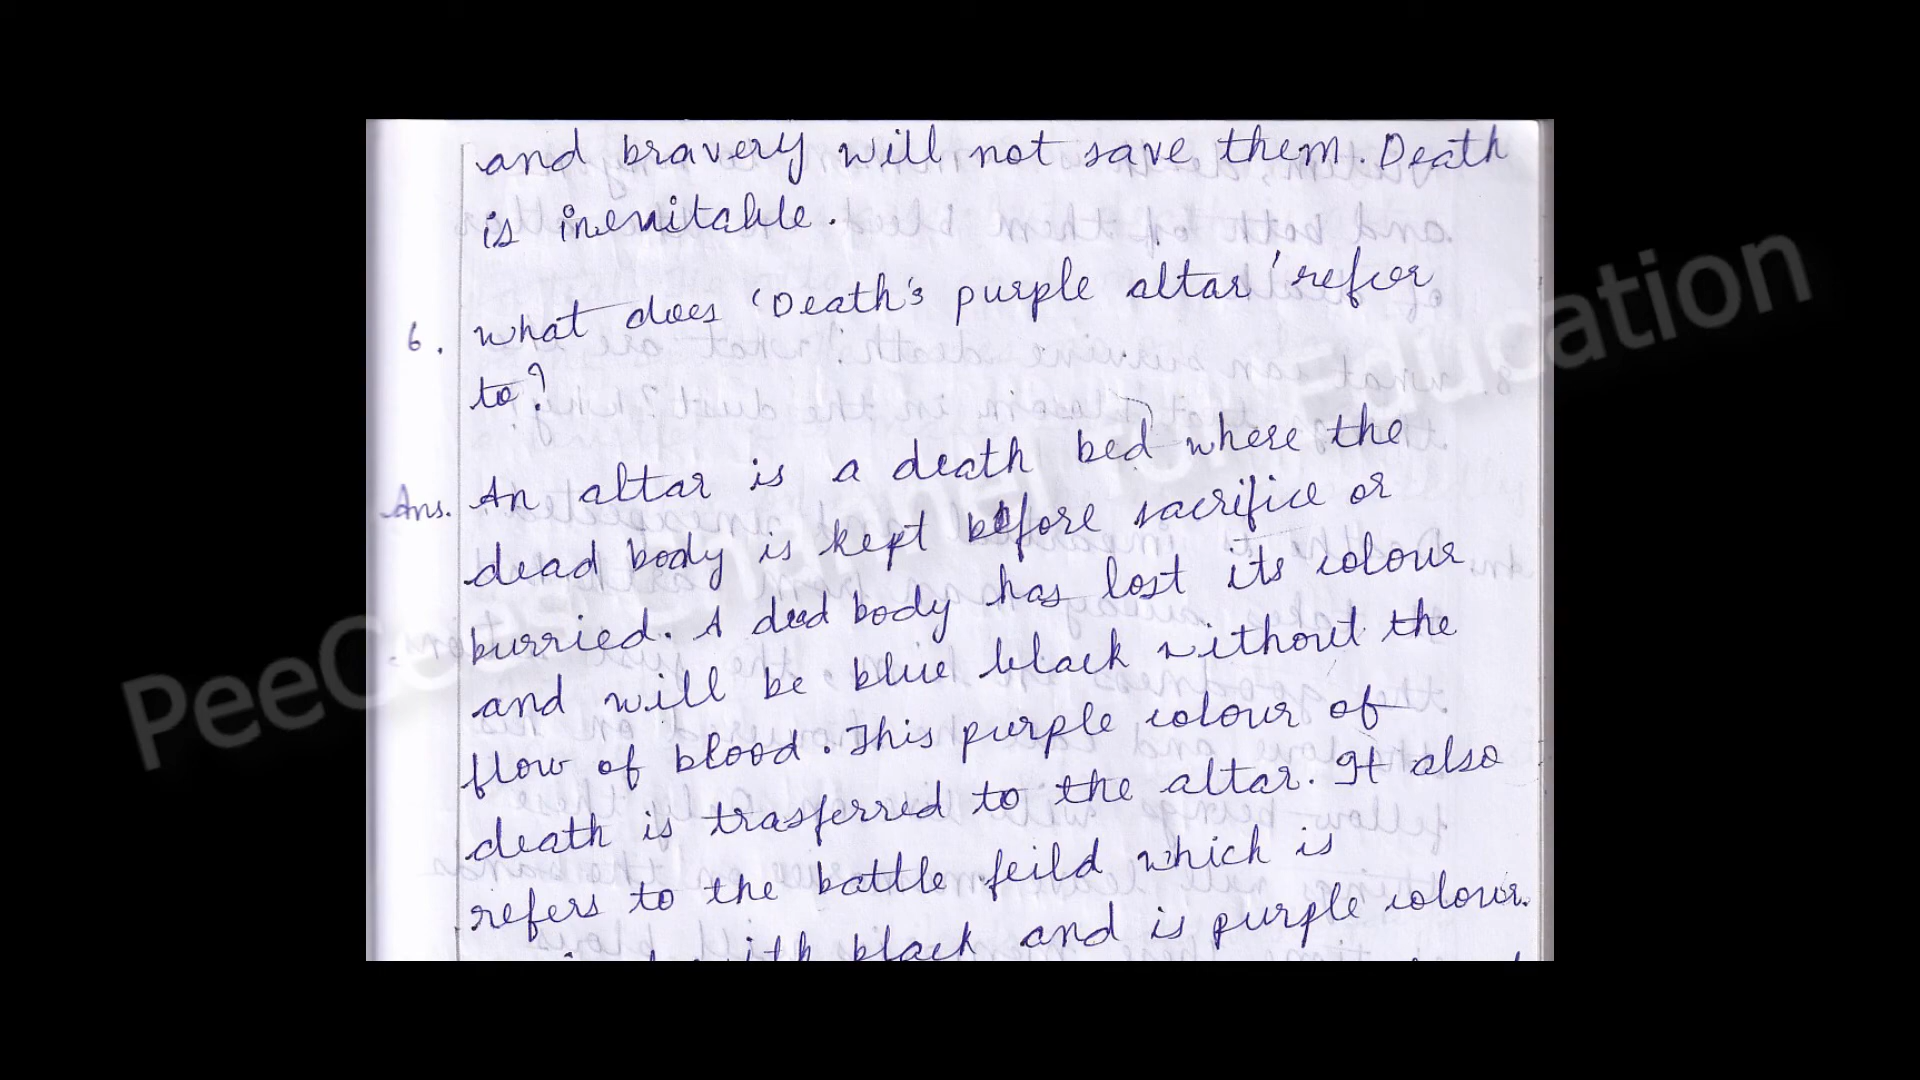 and bravery will not save them. Death
is inevitable.
6. what does 'Death's purple altar' refer
to?
Ans. An altar is a death bed where the
dead body is kept before sacrifice or
burried. A dead body has lost its colour
and will be blue black without the
flow of blood. This purple colour of
death is trasferred to the altar. It also
refers to the battle feild which is
with black and is purple colour.
Education